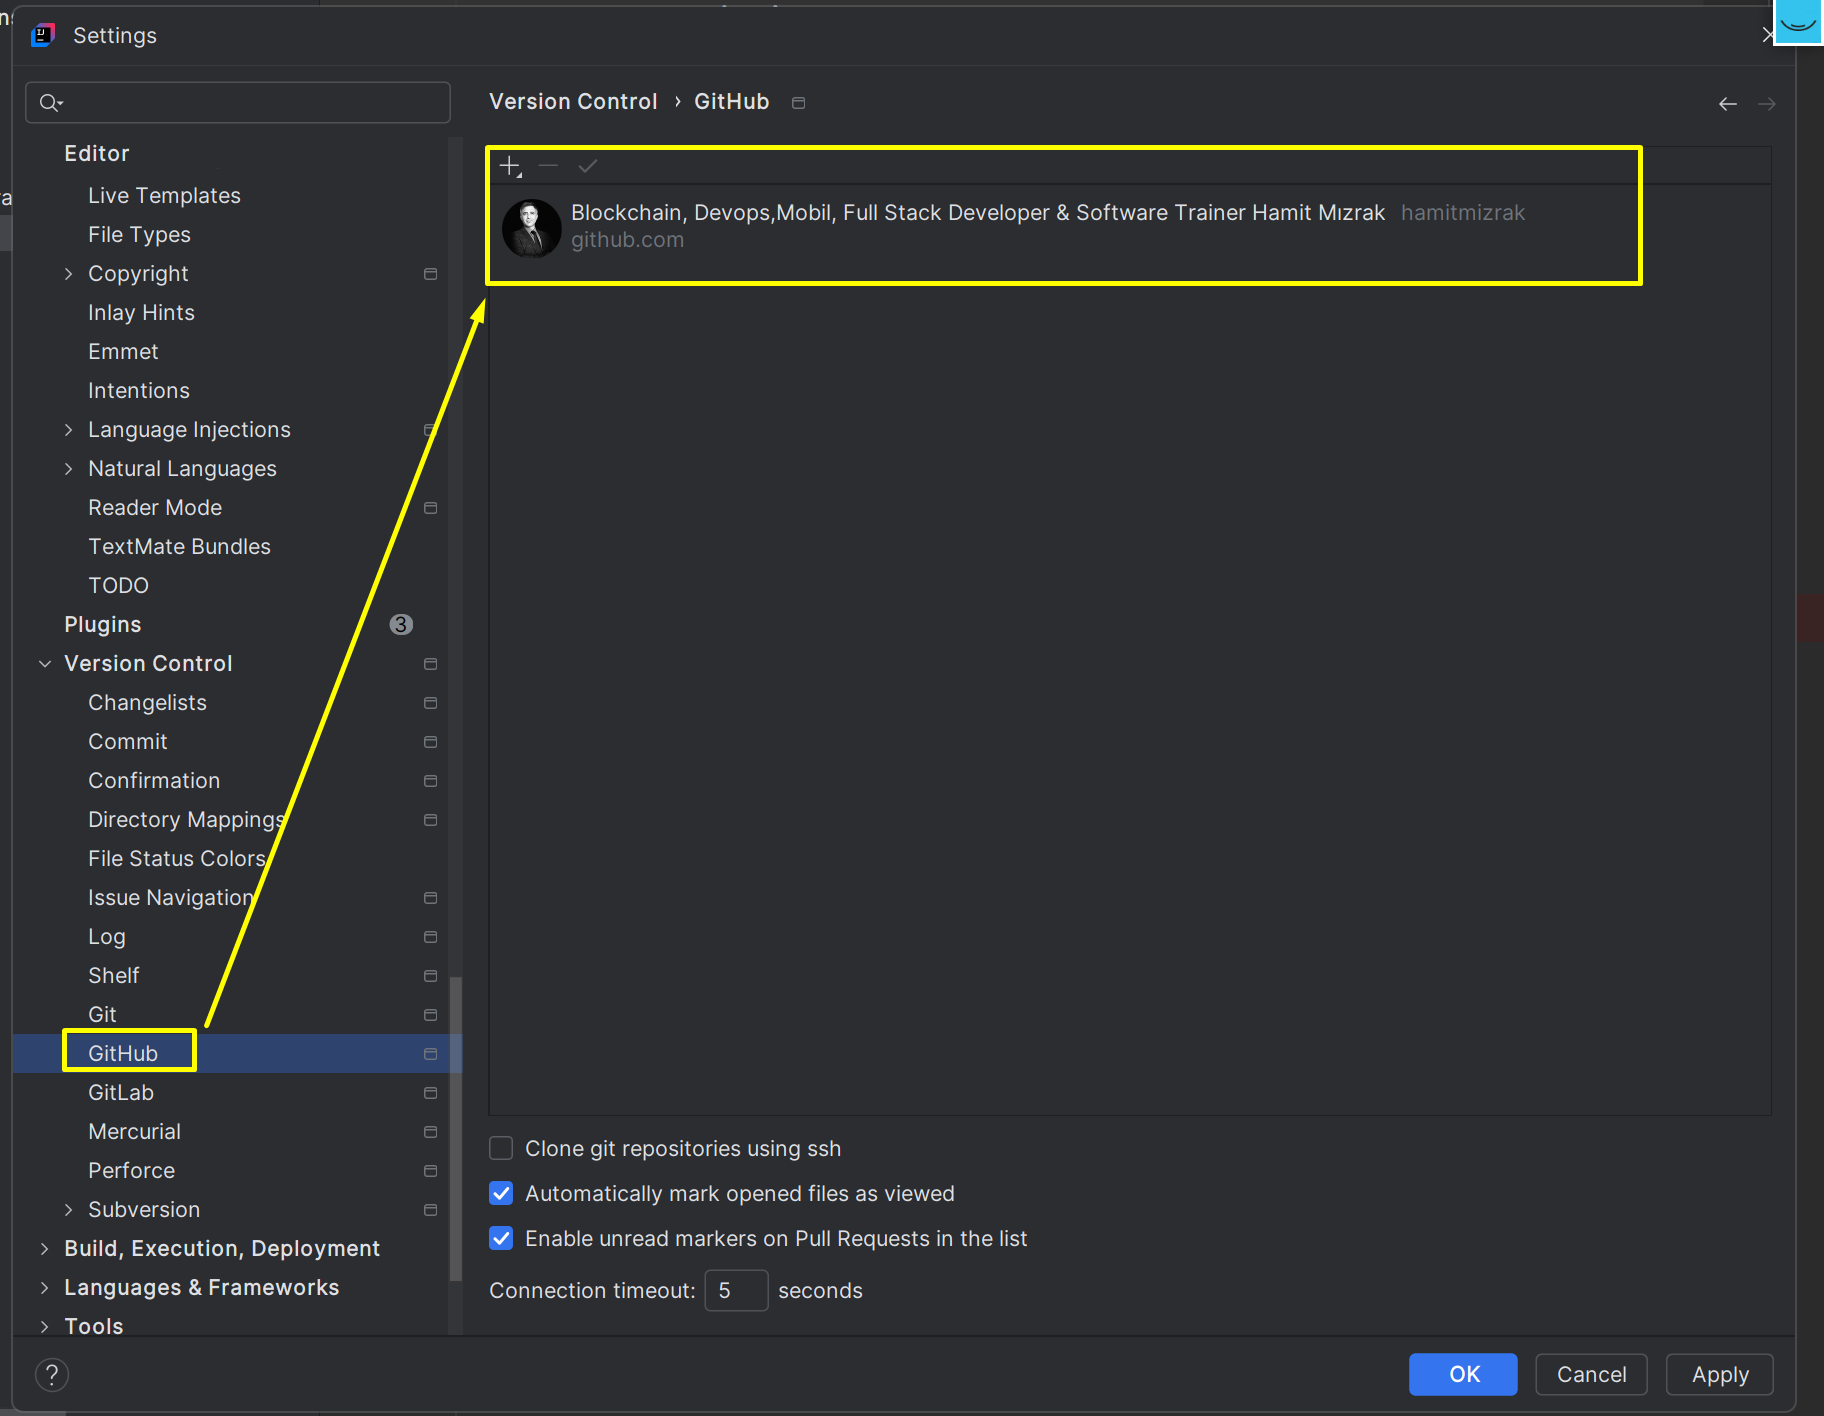 Settings
Editor
Live Templates
File Types
Copyright
Inlay Hints
Emmet
Intentions
Language Injections
Natural Languages
Reader Mode
TextMate Bundles
TODO
Plugins 3
Version Control
Changelists
Commit
Confirmation
Directory Mappings
File Status Colors
Issue Navigation
Log
Shelf
Git
GitHub
GitLab
Mercurial
Perforce
Subversion
Build, Execution, Deployment
Languages & Frameworks
Tools
Version Control › GitHub
Blockchain, Devops,Mobil, Full Stack Developer & Software Trainer Hamit Mızrak hamitmizrak
github.com
Clone git repositories using ssh
Automatically mark opened files as viewed
Enable unread markers on Pull Requests in the list
Connection timeout: 5 seconds
? OK Cancel Apply